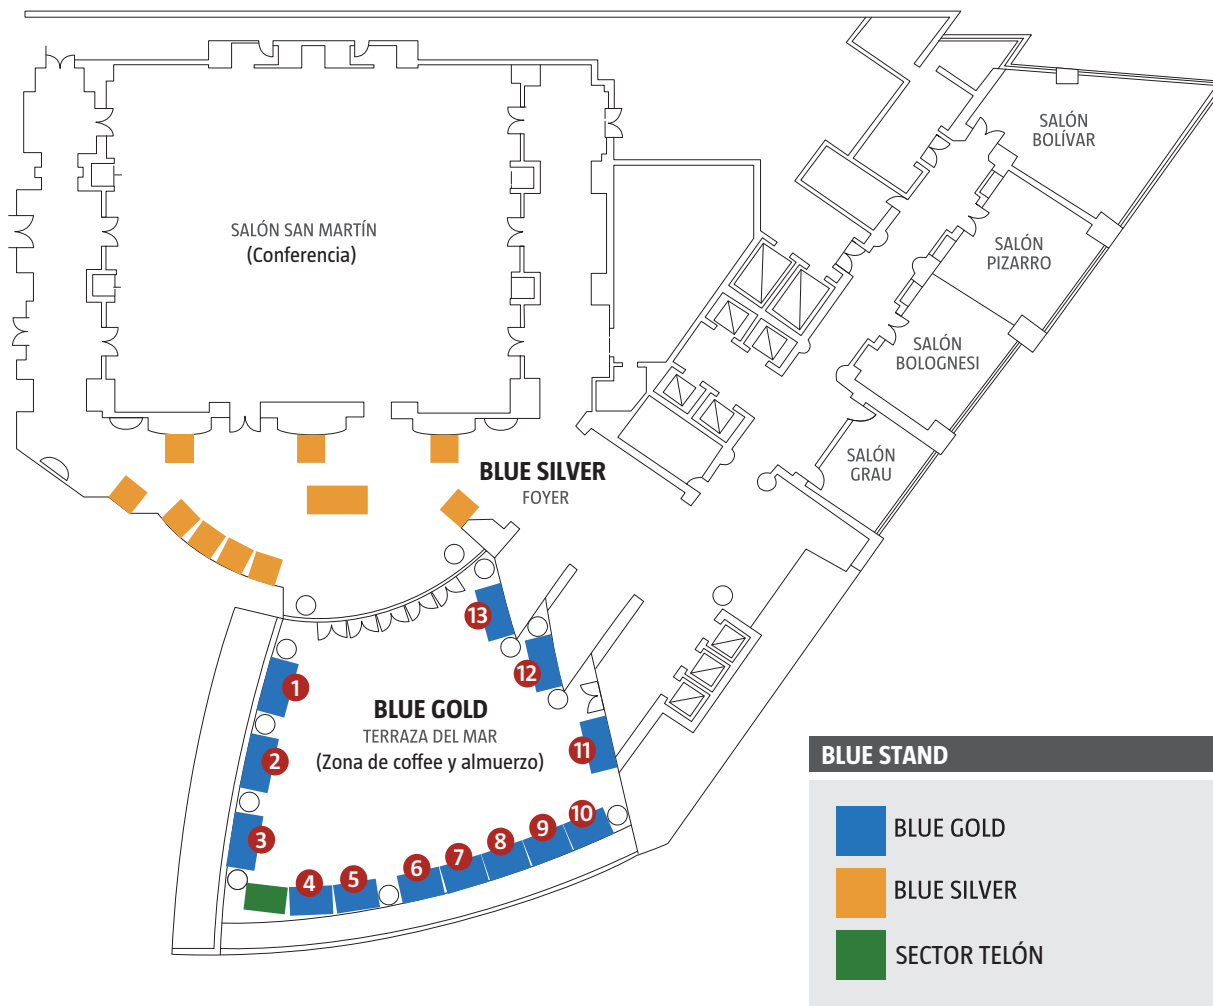 SALÓN
BOLÍVAR
SALÓN SAN MARTÍN
(Conferencia)
SALÓN
PIZARRO
SALÓN
BOLOGNESI
SALÓN
GRAU
BLUE SILVER
FOYER
13
12
1
BLUE GOLD
TERRAZA DEL MAR
(Zona de coffee y almuerzo)
11
2
3
10
9
8
7
6
5
4
BLUE STAND
BLUE GOLD
BLUE SILVER
SECTOR TELÓN